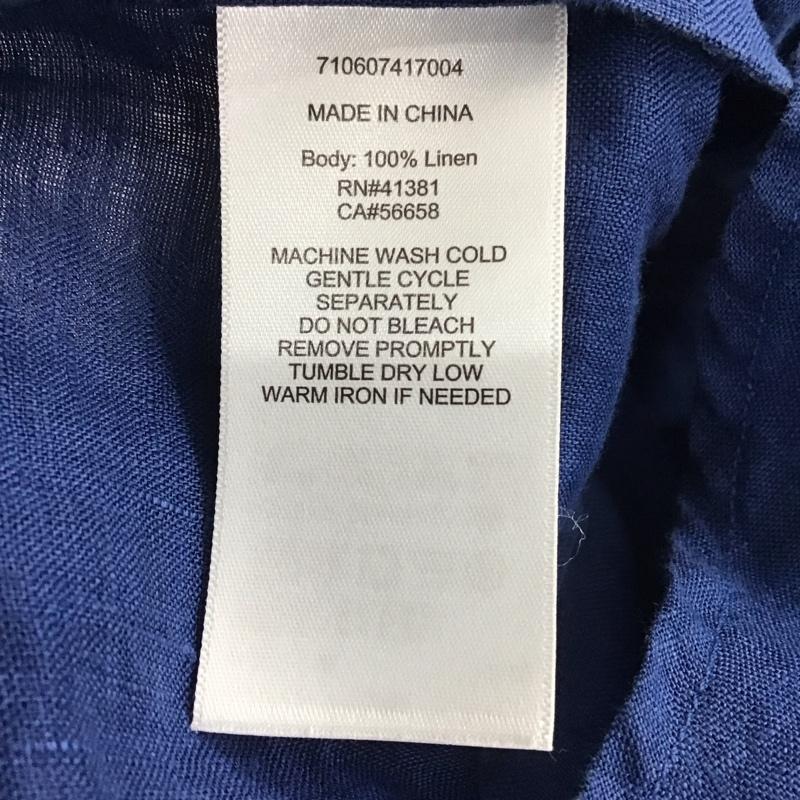 710607417004
MADE IN CHINA
Body: 100% Linen
RN#41381
CA#56658
MACHINE WASH COLD
GENTLE CYCLE
SEPARATELY
DO NOT BLEACH
REMOVE PROMPTLY
TUMBLE DRY LOW
WARM IRON IF NEEDED